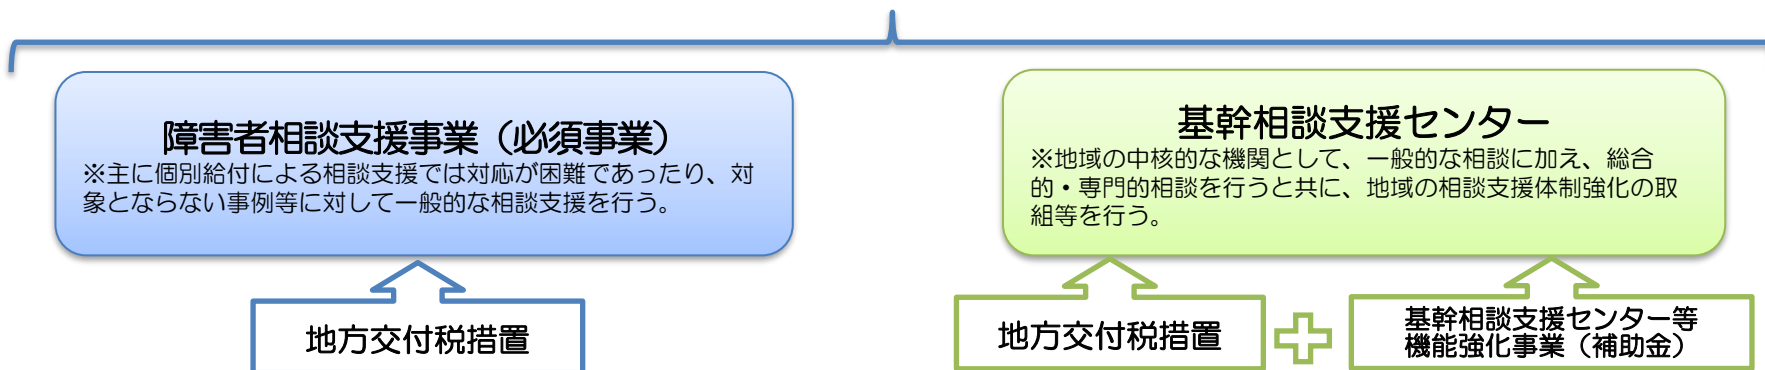 障害者相談支援事業（必須事業）
※主に個別給付による相談支援では対応が困難であったり、対
象とならない事例等に対して一般的な相談支援を行う。
地方交付税措置
基幹相談支援センター
※地域の中核的な機関として、一般的な相談に加え、総合
的・専門的相談を行うと共に、地域の相談支援体制強化の取
組等を行う。
地方交付税措置
基幹相談支援センター等
機能強化事業（補助金）